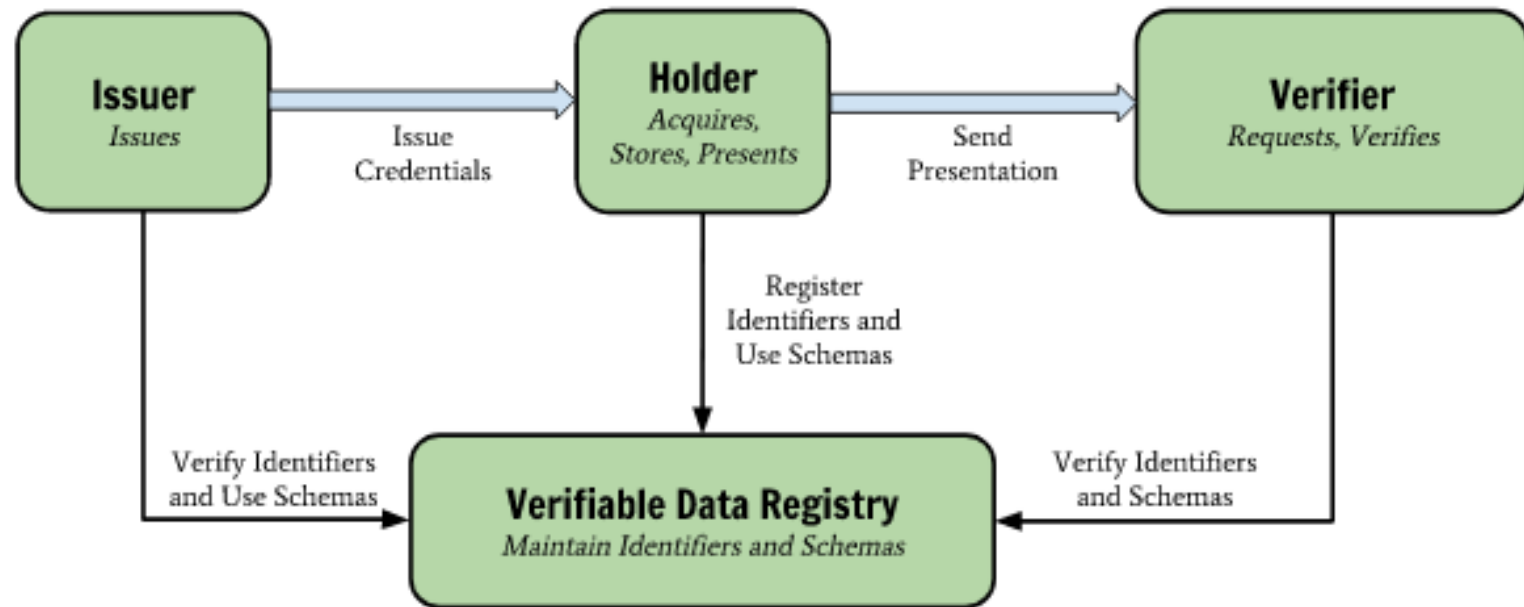 Issuer
Issues
Issue
Credentials
Holder
Acquires,
Stores, Presents
Send
Presentation
Verifier
Requests, Verifies
Register
Identifiers and
Use Schemas
Verify Identifiers
and Use Schemas
Verifiable Data Registry
Maintain Identifiers and Schemas
Verify Identifiers
and Schemas